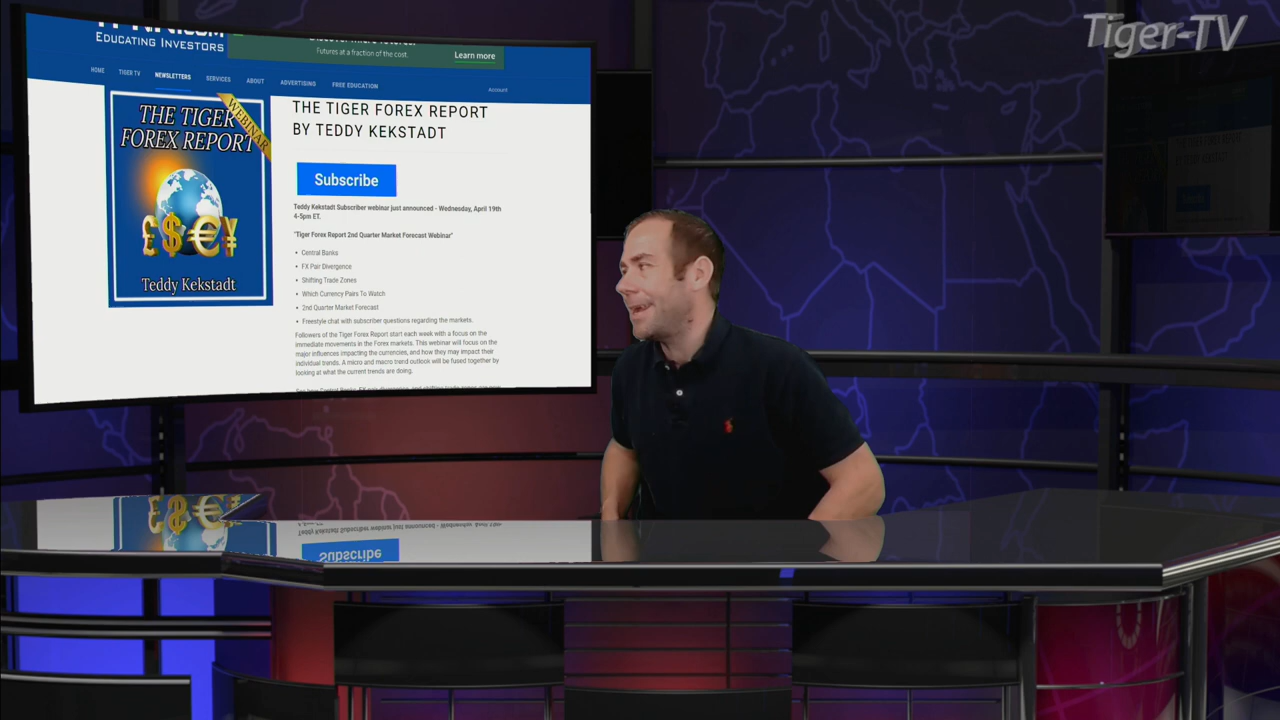 Tiger-TV
EDUCATING INVESTORS
Futures at a fraction of the cost.
Learn more
HOME
TIGER TV
NEWSLETTERS
SERVICES
ABOUT
ADVERTISING
FREE EDUCATION
Account
THE TIGER
FOREX REPORT
WEBINAR
Teddy Kekstadt
THE TIGER FOREX REPORT
BY TEDDY KEKSTADT
Subscribe
Teddy Kekstadt Subscriber webinar just announced - Wednesday, April 19th
4-5pm ET.
"Tiger Forex Report 2nd Quarter Market Forecast Webinar"
• Central Banks
• FX Pair Divergence
• Shifting Trade Zones
• Which Currency Pairs To Watch
• 2nd Quarter Market Forecast
• Freestyle chat with subscriber questions regarding the markets.
Followers of the Tiger Forex Report start each week with a focus on the
immediate movements in the Forex markets. This webinar will focus on the
major influences impacting the currencies, and how they may impact their
individual trends. A micro and macro trend outlook will be fused together by
looking at what the current trends are doing.